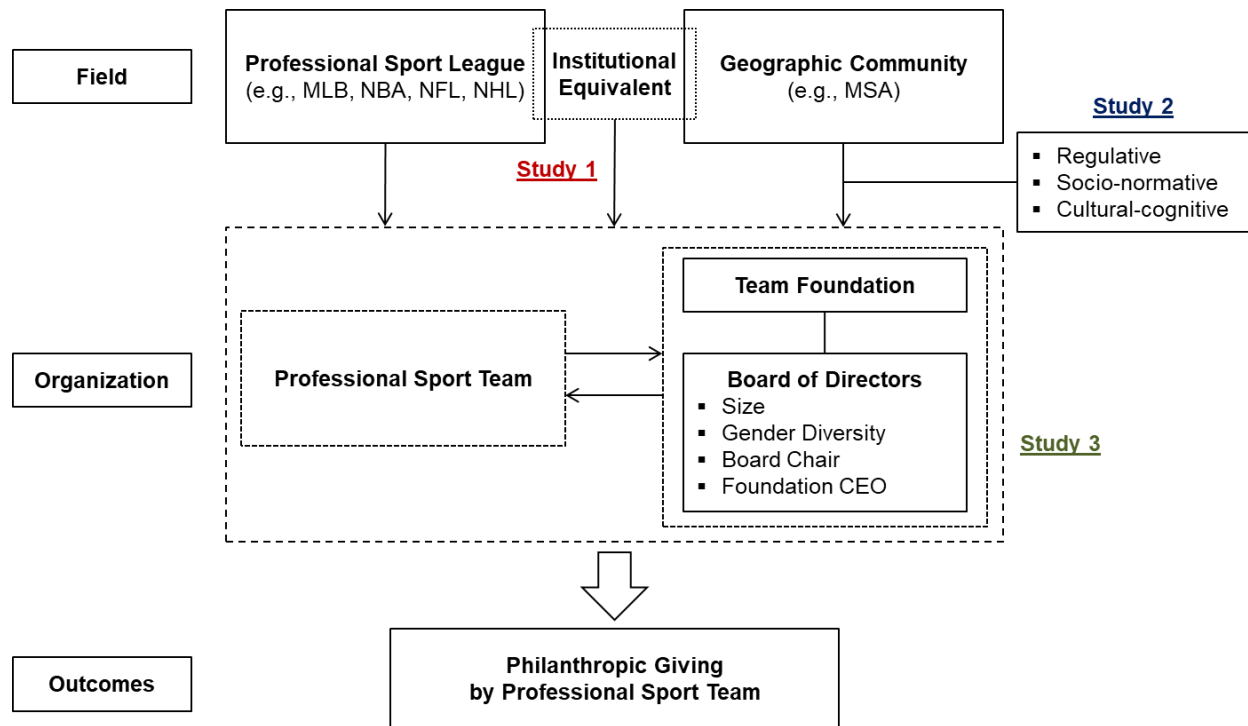 Field
Professional Sport League
(e.g., MLB, NBA, NFL, NHL)
Institutional
Equivalent
Geographic Community
(e.g., MSA)
Study 2
▪ Regulative
▪ Socio-normative
▪ Cultural-cognitive
Study 1
Organization
Professional Sport Team
Team Foundation
Board of Directors
▪ Size
▪ Gender Diversity
▪ Board Chair
▪ Foundation CEO
Study 3
Outcomes
Philanthropic Giving
by Professional Sport Team